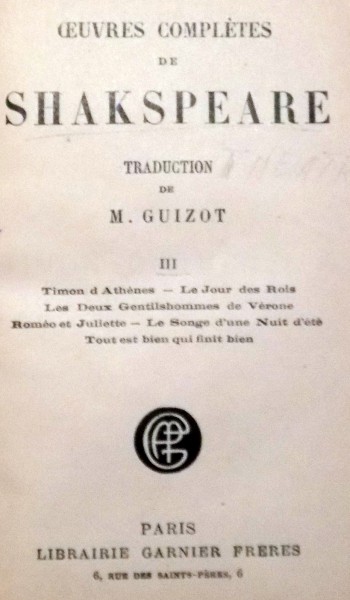 ŒUVRES COMPLÈTES
DE
SHAKSPEARE
TRADUCTION
DE
M. GUIZOT
III
Timon d'Athènes — Le Jour des Rois
Les Deux Gentilshommes de Vérone
Roméo et Juliette — Le Songe d'une Nuit d'été
Tout est bien qui finit bien
PARIS
LIBRAIRIE GARNIER FRÈRES
6, RUE DES SAINTS-PÈRES, 6